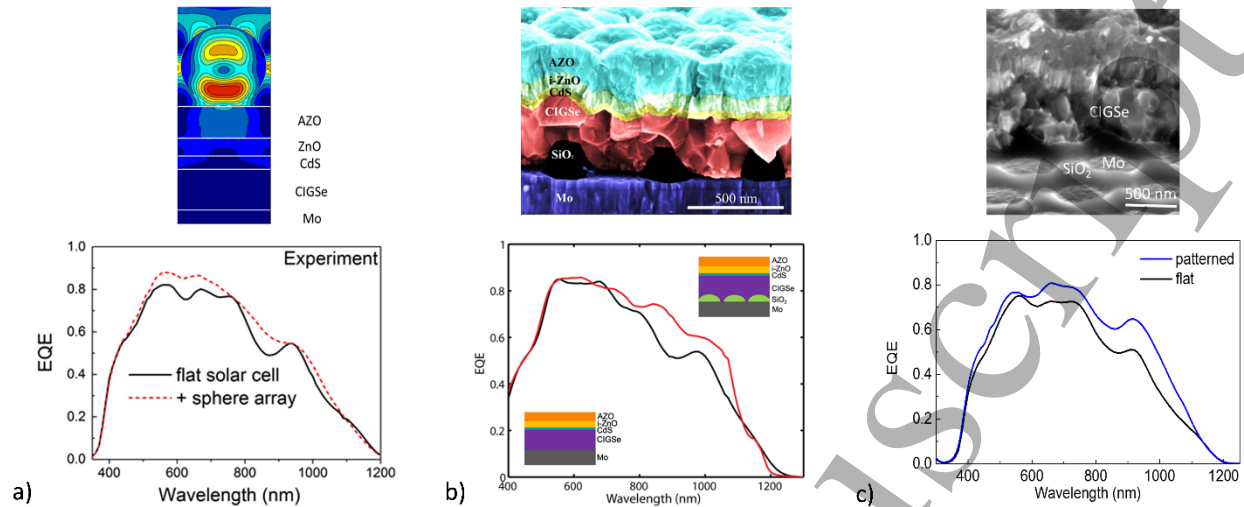 AZO
ZnO
CdS
CIGSe
Mo
AZO
i-ZnO
CdS
CIGSe
SiO₂
Mo
500 nm
CIGSe
SiO₂ Mo
500 nm
1.0
0.8
0.6
0.4
0.2
0.0
EQE
Experiment
flat solar cell
+ sphere array
400 600 800 1000 1200
Wavelength (nm)
a)
1
0.8
0.6
0.4
0.2
0
EQE
AZO
i-ZnO
CdS
CIGSe
SiO₂
Mo
AZO
i-ZnO
CdS
CIGSe
Mo
400 600 800 1000 1200
Wavelength (nm)
b)
1.0
0.8
0.6
0.4
0.2
0.0
EQE
patterned
flat
400 600 800 1000 1200
Wavelength (nm)
c)